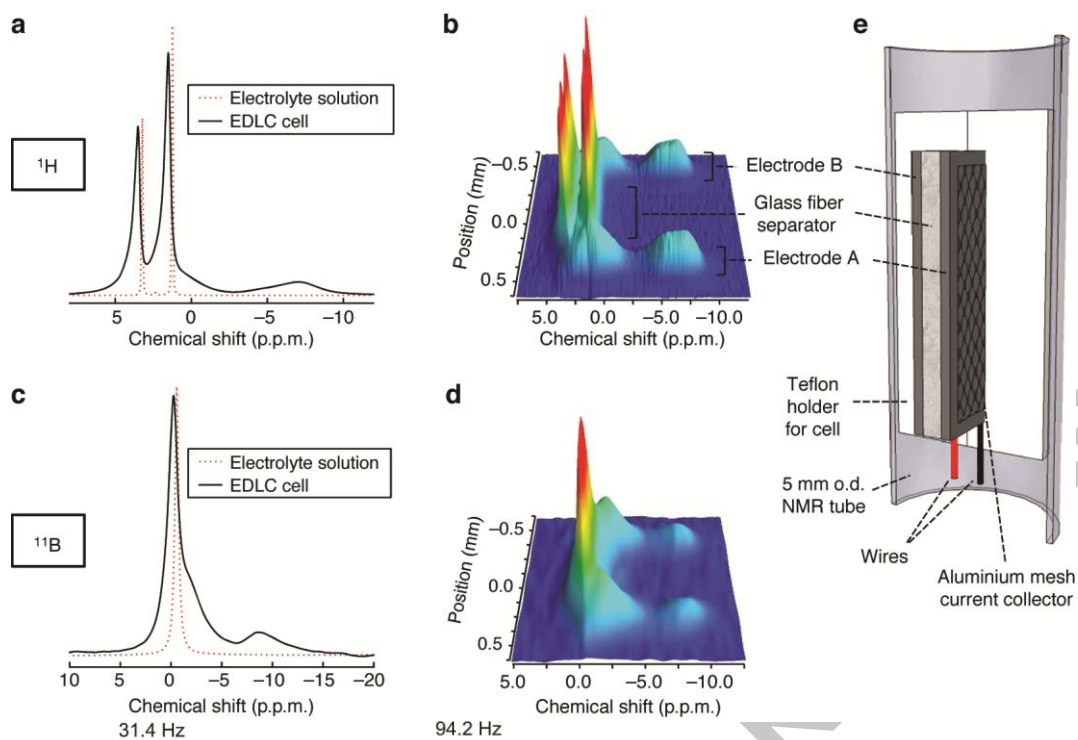 a
¹H
Electrolyte solution
EDLC cell
5 0 –5 –10
Chemical shift (p.p.m.)
b
Position (mm)
–0.5
0.0
0.5
5.0 0.0 –5.0 –10.0
Chemical shift (p.p.m.)
Electrode B
Glass fiber
separator
Electrode A
c
¹¹B
Electrolyte solution
EDLC cell
10 5 0 –5 –10 –15 –20
Chemical shift (p.p.m.)
31.4 Hz
d
Position (mm)
–0.5
0.0
0.5
5.0 0.0 –5.0 –10.0
Chemical shift (p.p.m.)
94.2 Hz
e
Teflon
holder
for cell
5 mm o.d.
NMR tube
Wires
Aluminium mesh
current collector